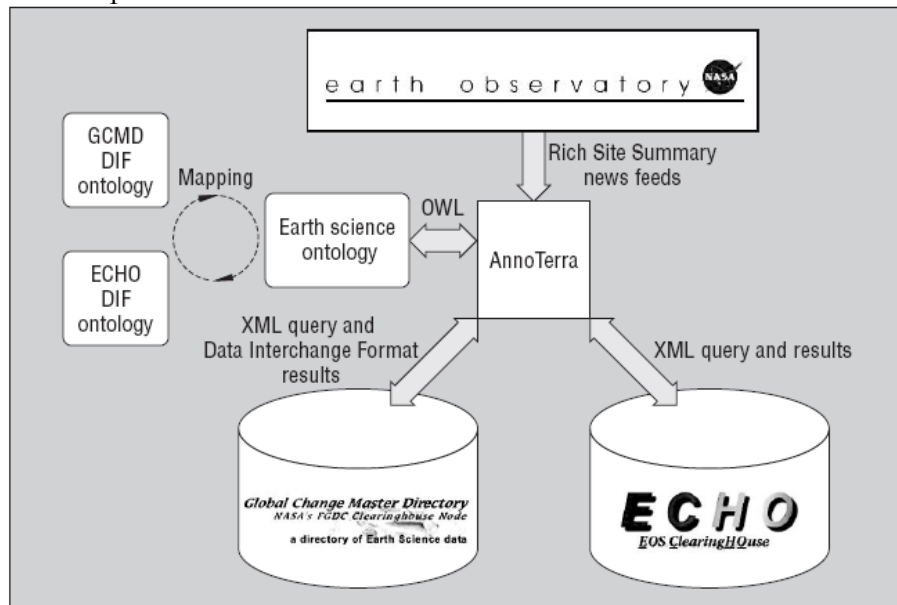 earth observatory NASA
Rich Site Summary
news feeds
GCMD
DIF
ontology
Mapping
ECHO
DIF
ontology
Earth science
ontology
OWL
AnnoTerra
XML query and
Data Interchange Format
results
XML query and results
Global Change Master Directory
NASA's FGDC Clearinghouse Node
a directory of Earth Science data
ECHO
EOS ClearingHOuse